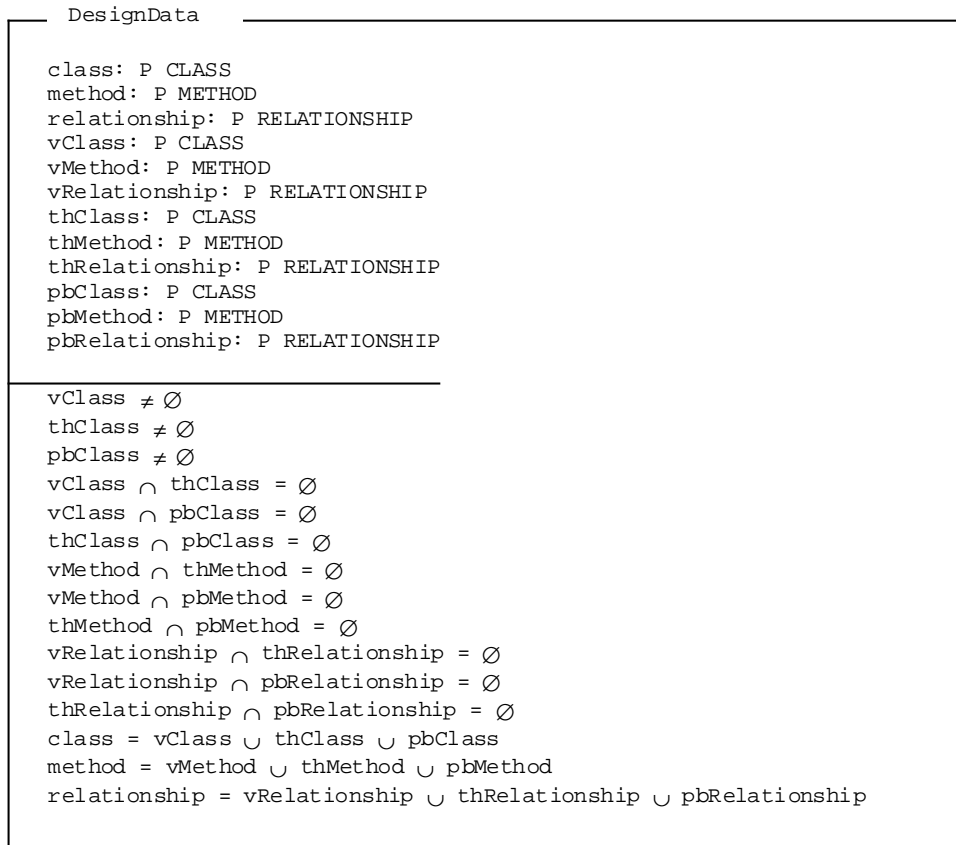 DesignData
class: P CLASS
method: P METHOD
relationship: P RELATIONSHIP
vClass: P CLASS
vMethod: P METHOD
vRelationship: P RELATIONSHIP
thClass: P CLASS
thMethod: P METHOD
thRelationship: P RELATIONSHIP
pbClass: P CLASS
pbMethod: P METHOD
pbRelationship: P RELATIONSHIP
vClass ≠ ∅
thClass ≠ ∅
pbClass ≠ ∅
vClass ∩ thClass = ∅
vClass ∩ pbClass = ∅
thClass ∩ pbClass = ∅
vMethod ∩ thMethod = ∅
vMethod ∩ pbMethod = ∅
thMethod ∩ pbMethod = ∅
vRelationship ∩ thRelationship = ∅
vRelationship ∩ pbRelationship = ∅
thRelationship ∩ pbRelationship = ∅
class = vClass ∪ thClass ∪ pbClass
method = vMethod ∪ thMethod ∪ pbMethod
relationship = vRelationship ∪ thRelationship ∪ pbRelationship